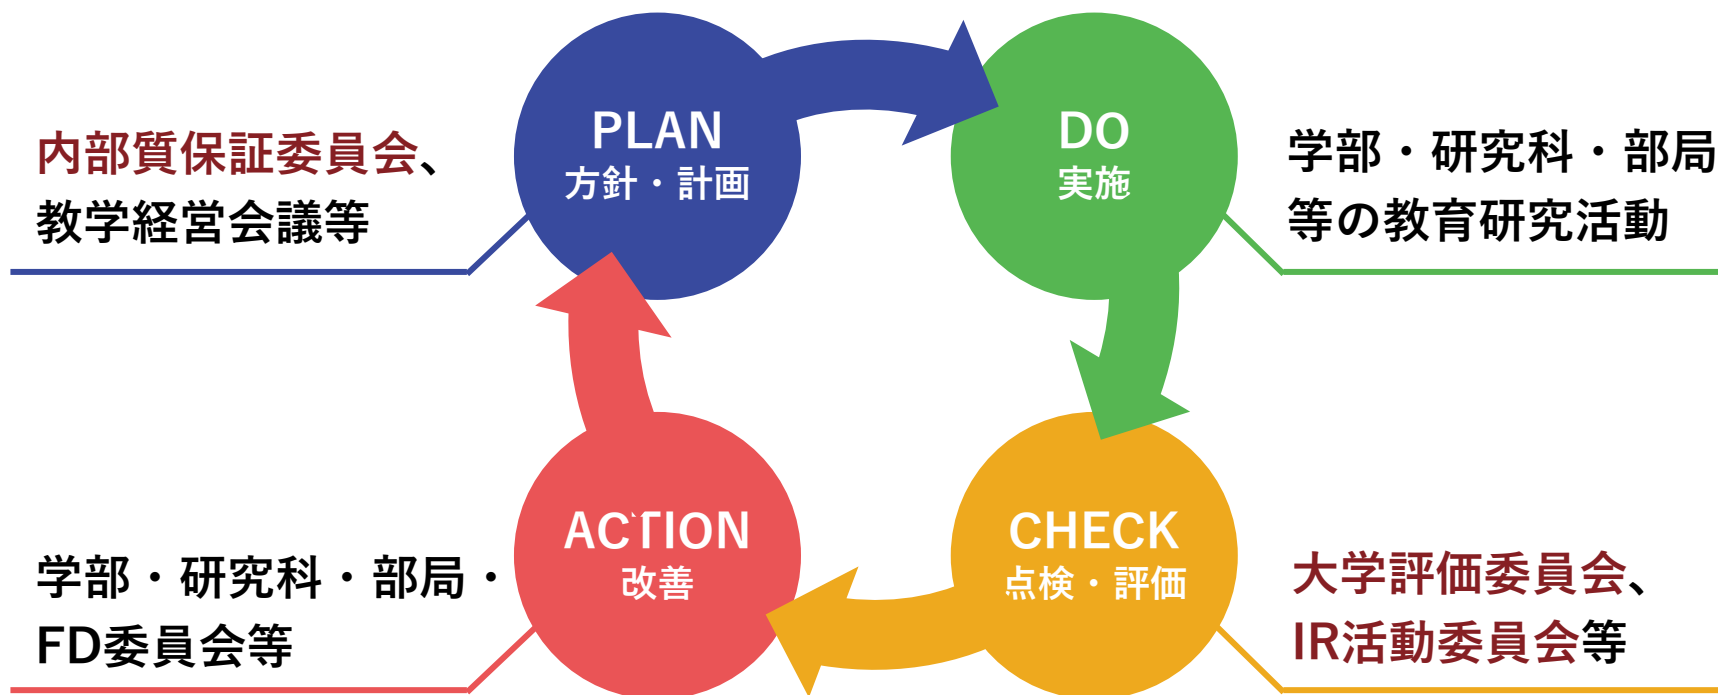 PLAN
方針・計画
内部質保証委員会、
教学経営会議等
DO
実施
学部・研究科・部局
等の教育研究活動
ACTION
改善
学部・研究科・部局・
FD委員会等
CHECK
点検・評価
大学評価委員会、
IR活動委員会等